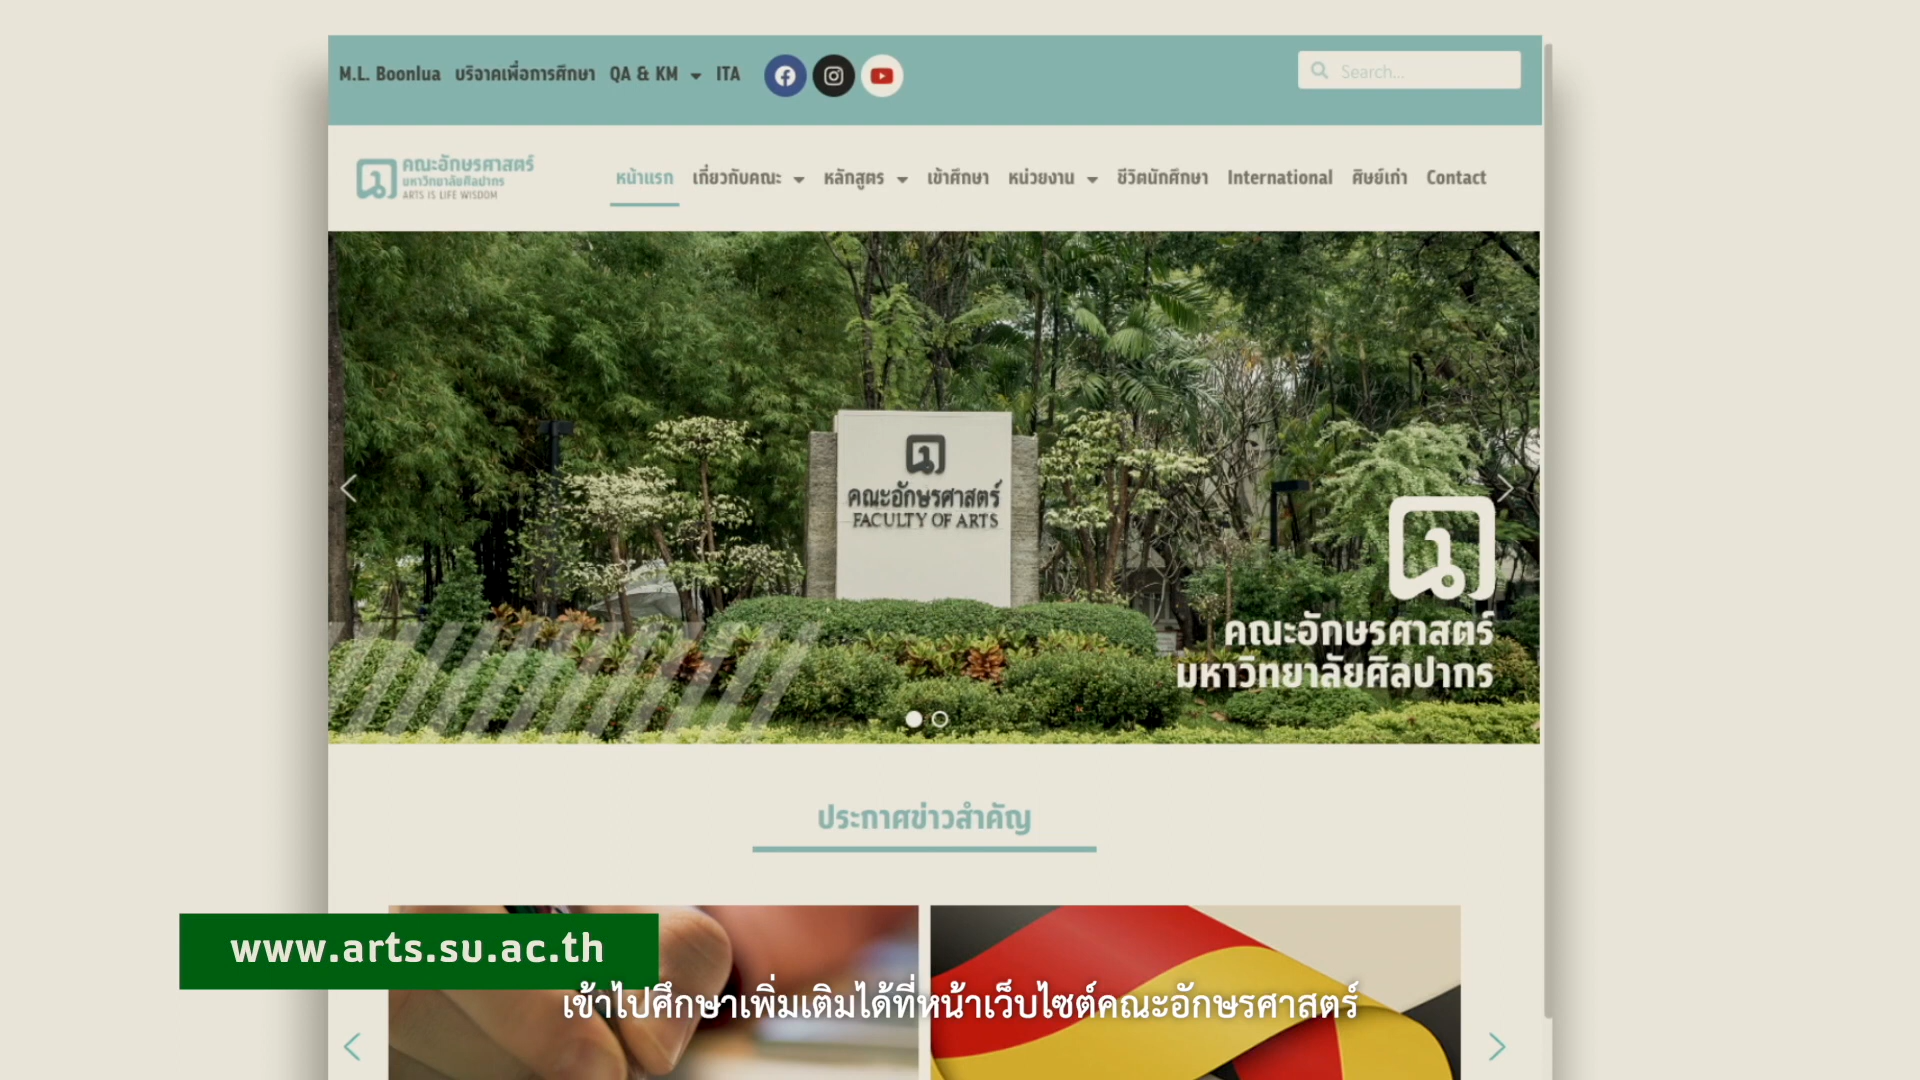 M.L. Boonlua บริจาคเพื่อการศึกษา QA & KM ITA
Search...
คณะอักษรศาสตร์
มหาวิทยาลัยศิลปากร
ARTS IS LIFE WISDOM
หน้าแรก เกี่ยวกับคณะ หลักสูตร เข้าศึกษา หน่วยงาน ชีวิตนักศึกษา International ศิษย์เก่า Contact
คณะอักษรศาสตร์
FACULTY OF ARTS
คณะอักษรศาสตร์
มหาวิทยาลัยศิลปากร
ประกาศข่าวสำคัญ
www.arts.su.ac.th
เข้าไปศึกษาเพิ่มเติมได้ที่หน้าเว็บไซต์คณะอักษรศาสตร์